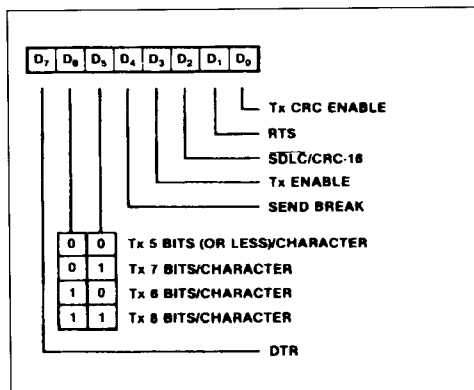 D7 D6 D5 D4 D3 D2 D1 D0
Tx CRC ENABLE
RTS
SDLC/CRC-16
Tx ENABLE
SEND BREAK
0 0 Tx 5 BITS (OR LESS)/CHARACTER
0 1 Tx 7 BITS/CHARACTER
1 0 Tx 6 BITS/CHARACTER
1 1 Tx 8 BITS/CHARACTER
DTR